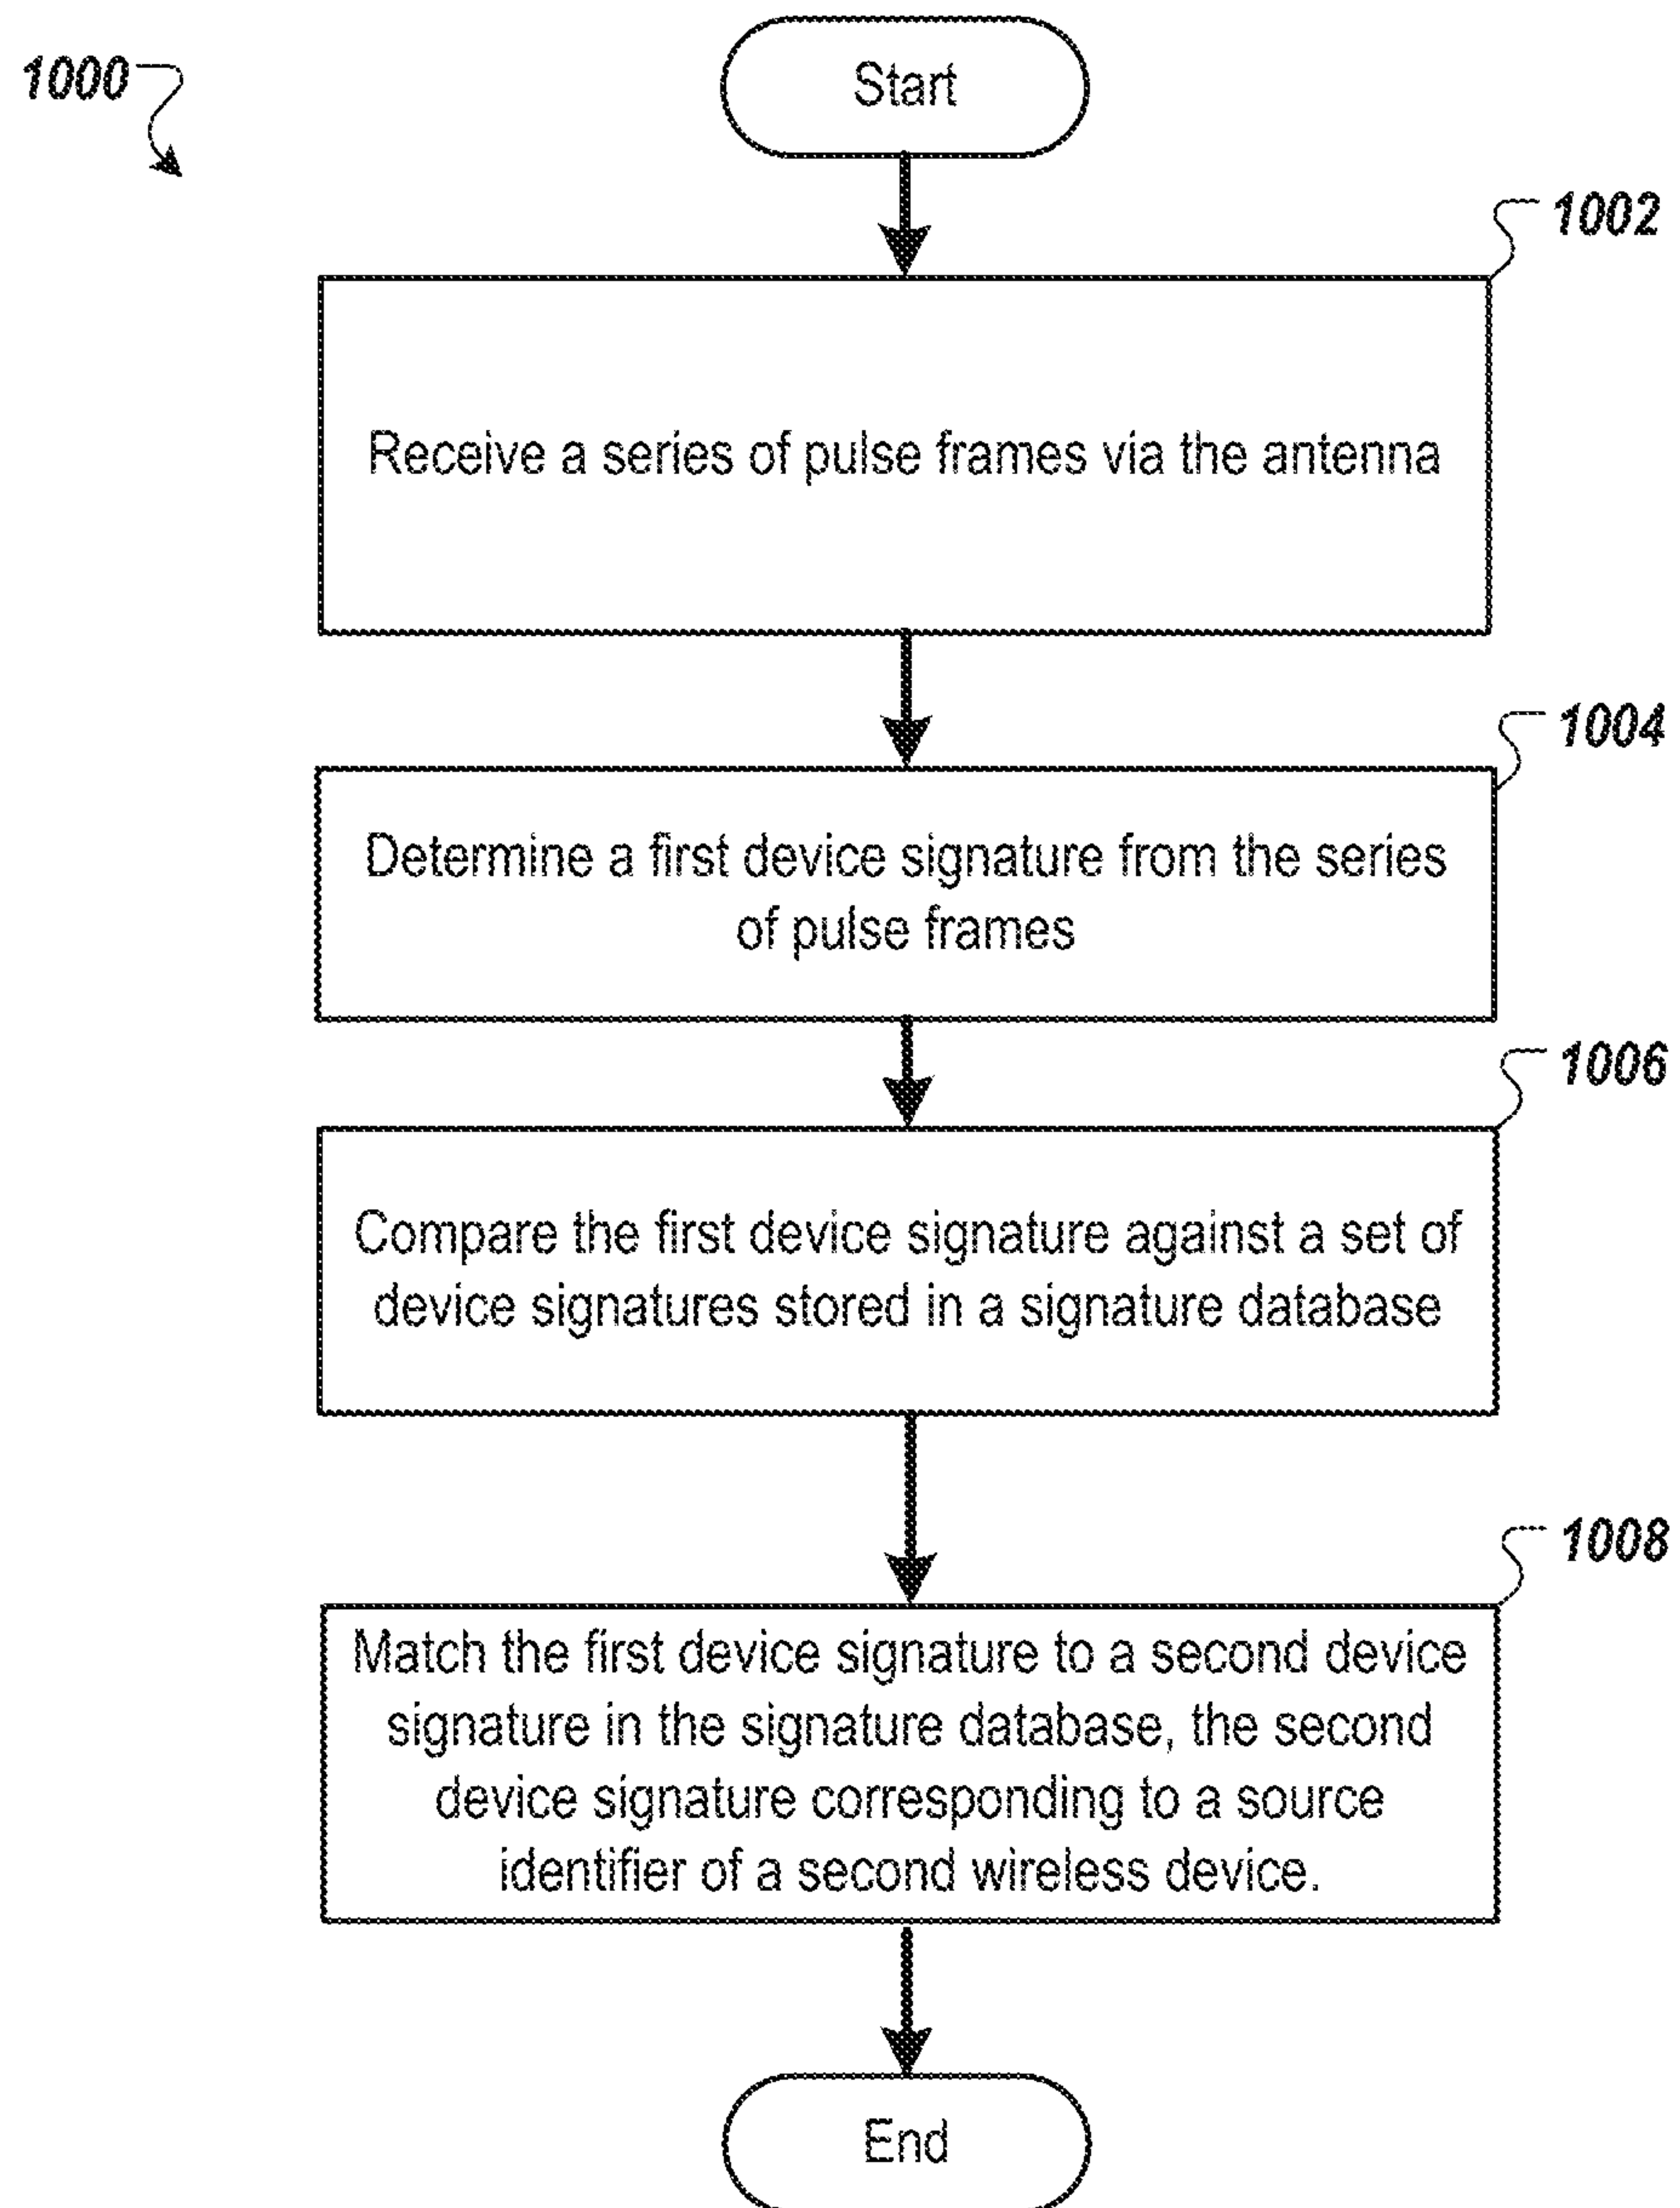 1000
Start
1002
Receive a series of pulse frames via the antenna
1004
Determine a first device signature from the series
of pulse frames
1006
Compare the first device signature against a set of
device signatures stored in a signature database
1008
Match the first device signature to a second device
signature in the signature database, the second
device signature corresponding to a source
identifier of a second wireless device.
End